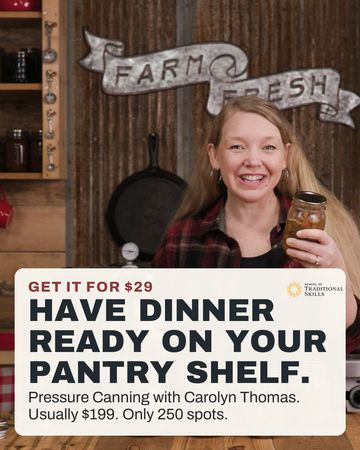 FARM
FRESH
GET IT FOR $29
SCHOOL OF
TRADITIONAL
SKILLS
HAVE DINNER
READY ON YOUR
PANTRY SHELF.
Pressure Canning with Carolyn Thomas.
Usually $199. Only 250 spots.